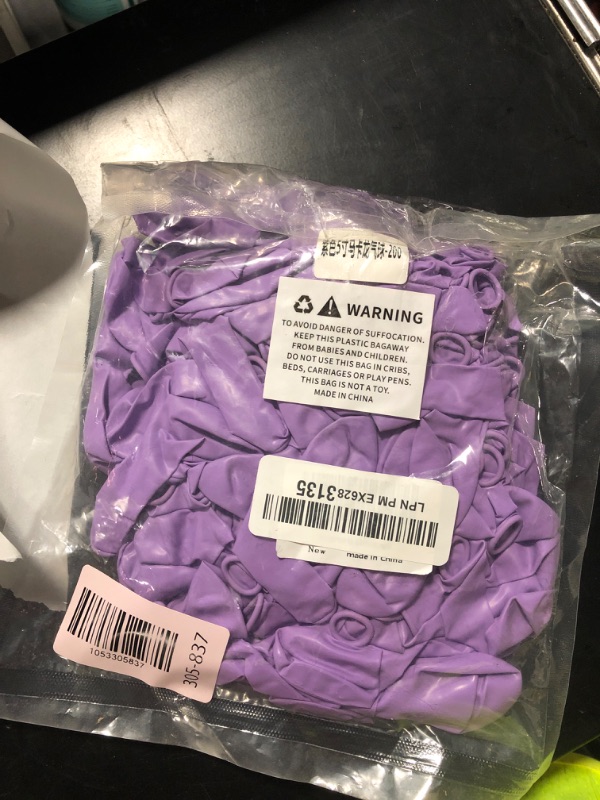 紫色5寸马卡龙气球-200
WARNING
TO AVOID DANGER OF SUFFOCATION.
KEEP THIS PLASTIC BAGAWAY
FROM BABIES AND CHILDREN.
DO NOT USE THIS BAG IN CRIBS,
BEDS, CARRIAGES OR PLAY PENS.
THIS BAG IS NOT A TOY.
MADE IN CHINA
LPN PM EX6283135
New made in China
1053305837
305-837